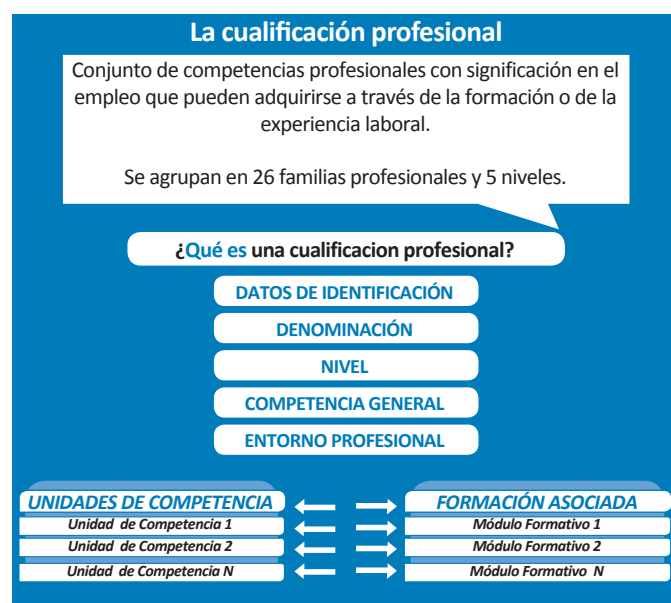 La cualificación profesional
Conjunto de competencias profesionales con significación en el
empleo que pueden adquirirse a través de la formación o de la
experiencia laboral.
Se agrupan en 26 familias profesionales y 5 niveles.
¿Qué es una cualificacion profesional?
DATOS DE IDENTIFICACIÓN
DENOMINACIÓN
NIVEL
COMPETENCIA GENERAL
ENTORNO PROFESIONAL
UNIDADES DE COMPETENCIA
FORMACIÓN ASOCIADA
Unidad de Competencia 1
Módulo Formativo 1
Unidad de Competencia 2
Módulo Formativo 2
Unidad de Competencia N
Módulo Formativo N